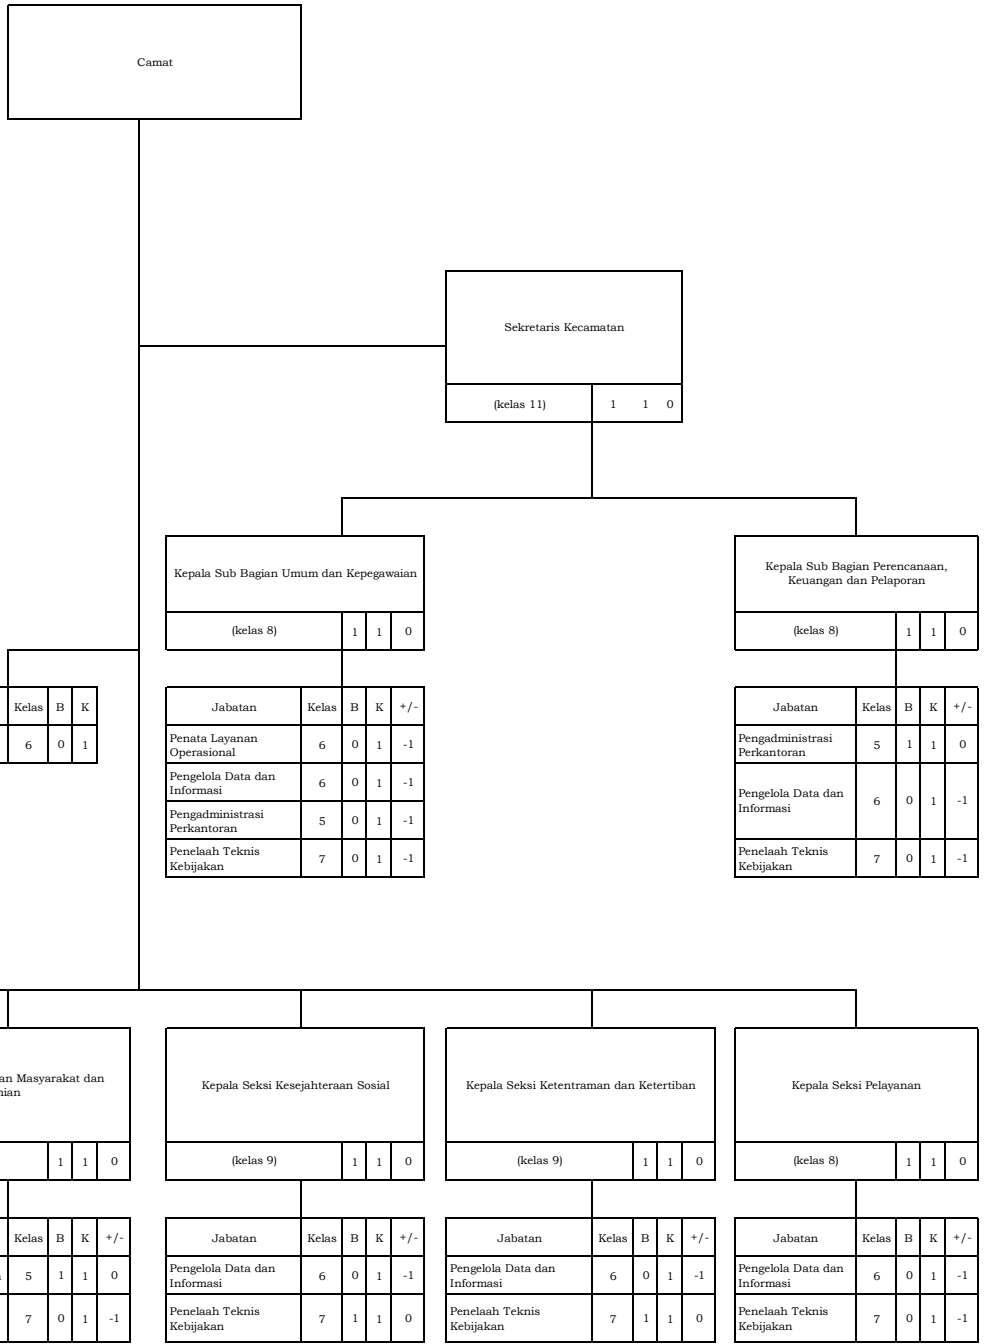 Camat
Sekretaris Kecamatan
(kelas 11) 1 1 0
Kepala Sub Bagian Umum dan Kepegawaian
(kelas 8) 1 1 0
Kepala Sub Bagian Perencanaan,
Keuangan dan Pelaporan
(kelas 8) 1 1 0
Kelas B K
6 0 1
Jabatan Kelas B K +/-
Penata Layanan
Operasional 6 0 1 -1
Pengelola Data dan
Informasi 6 0 1 -1
Pengadministrasi
Perkantoran 5 0 1 -1
Penelaah Teknis
Kebijakan 7 0 1 -1
Jabatan Kelas B K +/-
Pengadministrasi
Perkantoran 5 1 1 0
Pengelola Data dan
Informasi 6 0 1 -1
Penelaah Teknis
Kebijakan 7 0 1 -1
Masyarakat dan
1 1 0
Kelas B K +/-
5 1 1 0
7 0 1 -1
Kepala Seksi Kesejahteraan Sosial
(kelas 9) 1 1 0
Jabatan Kelas B K +/-
Pengelola Data dan
Informasi 6 0 1 -1
Penelaah Teknis
Kebijakan 7 1 1 0
Kepala Seksi Ketentraman dan Ketertiban
(kelas 9) 1 1 0
Jabatan Kelas B K +/-
Pengelola Data dan
Informasi 6 0 1 -1
Penelaah Teknis
Kebijakan 7 1 1 0
Kepala Seksi Pelayanan
(kelas 8) 1 1 0
Jabatan Kelas B K +/-
Pengelola Data dan
Informasi 6 0 1 -1
Penelaah Teknis
Kebijakan 7 0 1 -1